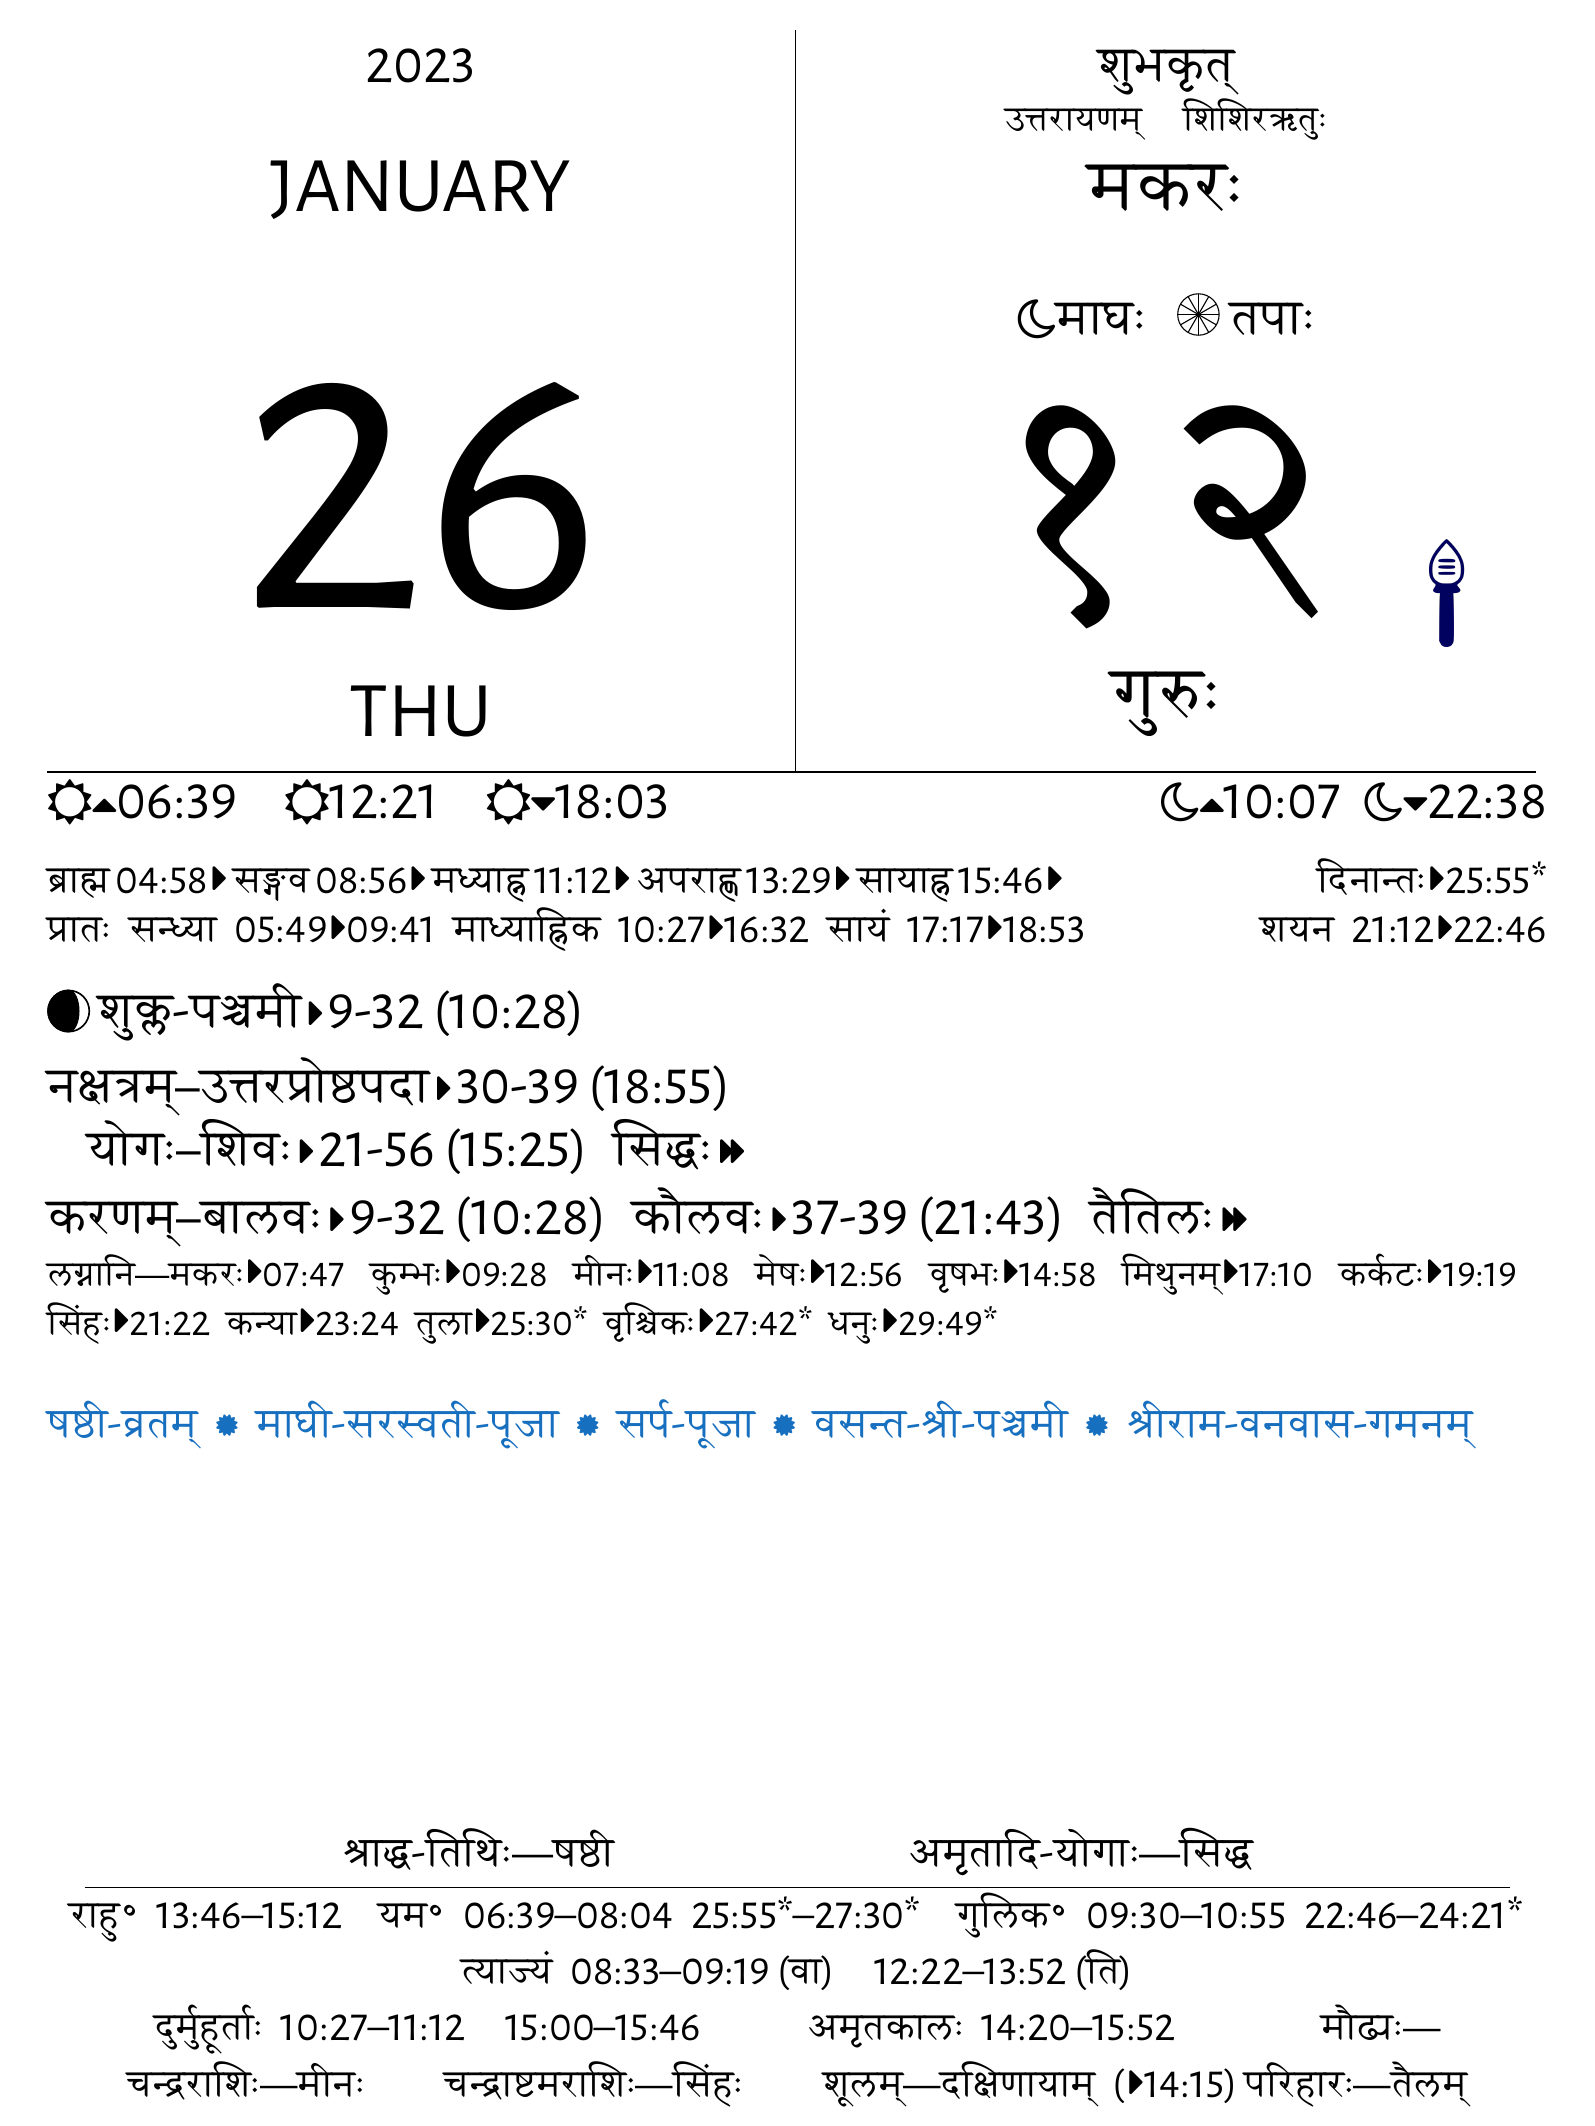 2023
JANUARY
26
THU
शुभकृत्
उत्तरायणम् शिशिरऋतुः
मकरः
माघः तपाः
१२
गुरुः
06:39 12:21 18:03 10:07 22:38
ब्राह्म 04:58 सङ्गव 08:56 मध्याह्न 11:12 अपराह्ण 13:29 सायाह्न 15:46 दिनान्तः 25:55*
प्रातः सन्ध्या 05:49 09:41 माध्याह्निक 10:27 16:32 सायं 17:17 18:53 शयन 21:12 22:46
शुक्ल-पञ्चमी 9-32 (10:28)
नक्षत्रम्–उत्तरप्रोष्ठपदा 30-39 (18:55)
योगः–शिवः 21-56 (15:25) सिद्धः
करणम्–बालवः 9-32 (10:28) कौलवः 37-39 (21:43) तैतिलः
लग्नानि—मकरः 07:47 कुम्भः 09:28 मीनः 11:08 मेषः 12:56 वृषभः 14:58 मिथुनम् 17:10 कर्कटः 19:19
सिंहः 21:22 कन्या 23:24 तुला 25:30* वृश्चिकः 27:42* धनुः 29:49*
षष्ठी-व्रतम् माघी-सरस्वती-पूजा सर्प-पूजा वसन्त-श्री-पञ्चमी श्रीराम-वनवास-गमनम्
श्राद्ध-तिथिः—षष्ठी अमृतादि-योगाः—सिद्ध
राहु॰ 13:46–15:12 यम॰ 06:39–08:04 25:55*–27:30* गुलिक॰ 09:30–10:55 22:46–24:21*
त्याज्यं 08:33–09:19 (वा) 12:22–13:52 (ति)
दुर्मुहूर्ताः 10:27–11:12 15:00–15:46 अमृतकालः 14:20–15:52 मौढ्यः—
चन्द्रराशिः—मीनः चन्द्राष्टमराशिः—सिंहः शूलम्—दक्षिणायाम् (14:15) परिहारः—तैलम्